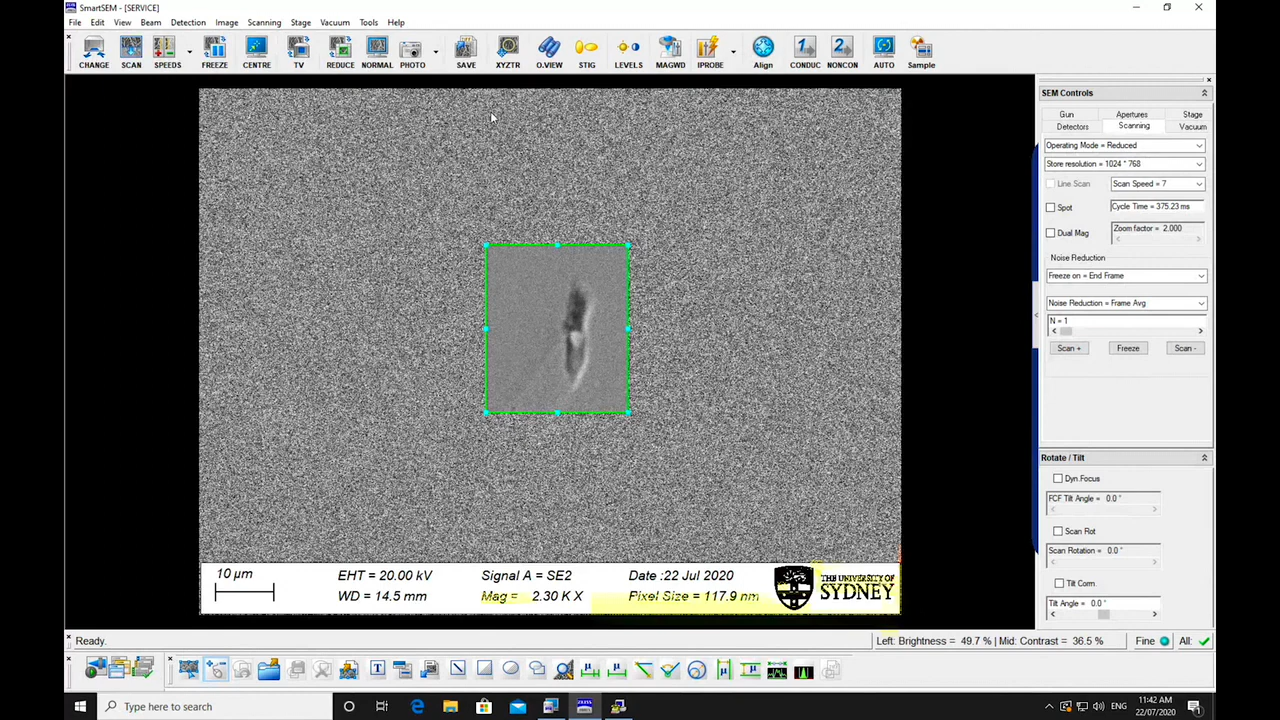 SmartSEM - [SERVICE]
File Edit View Beam Detection Image Scanning Stage Vacuum Tools Help
CHANGE SCAN SPEEDS FREEZE CENTRE TV REDUCE NORMAL PHOTO SAVE XYZTR O.VIEW STIG LEVELS MAGWD IPROBE Align CONDUC NONCON AUTO Sample
SEM Controls
Gun Apertures Stage
Detectors Scanning Vacuum
Operating Mode = Reduced
Store resolution = 1024 * 768
Line Scan Scan Speed = 7
Spot Cycle Time = 375.23 ms
Dual Mag Zoom factor = 2.000
Noise Reduction
Freeze on = End Frame
Noise Reduction = Frame Avg
N = 1
Scan + Freeze Scan -
Rotate / Tilt
Dyn.Focus
FCF Tilt Angle = 0.0 °
Scan Rot
Scan Rotation = 0.0 °
Tilt Corrn.
Tilt Angle = 0.0 °
10 µm EHT = 20.00 kV Signal A = SE2 Date :22 Jul 2020
WD = 14.5 mm Mag = 2.30 K X Pixel Size = 117.9 nm
THE UNIVERSITY OF
SYDNEY
Ready. Left: Brightness = 49.7 % | Mid: Contrast = 36.5 % Fine All:
Type here to search
ENG
11:42 AM
22/07/2020